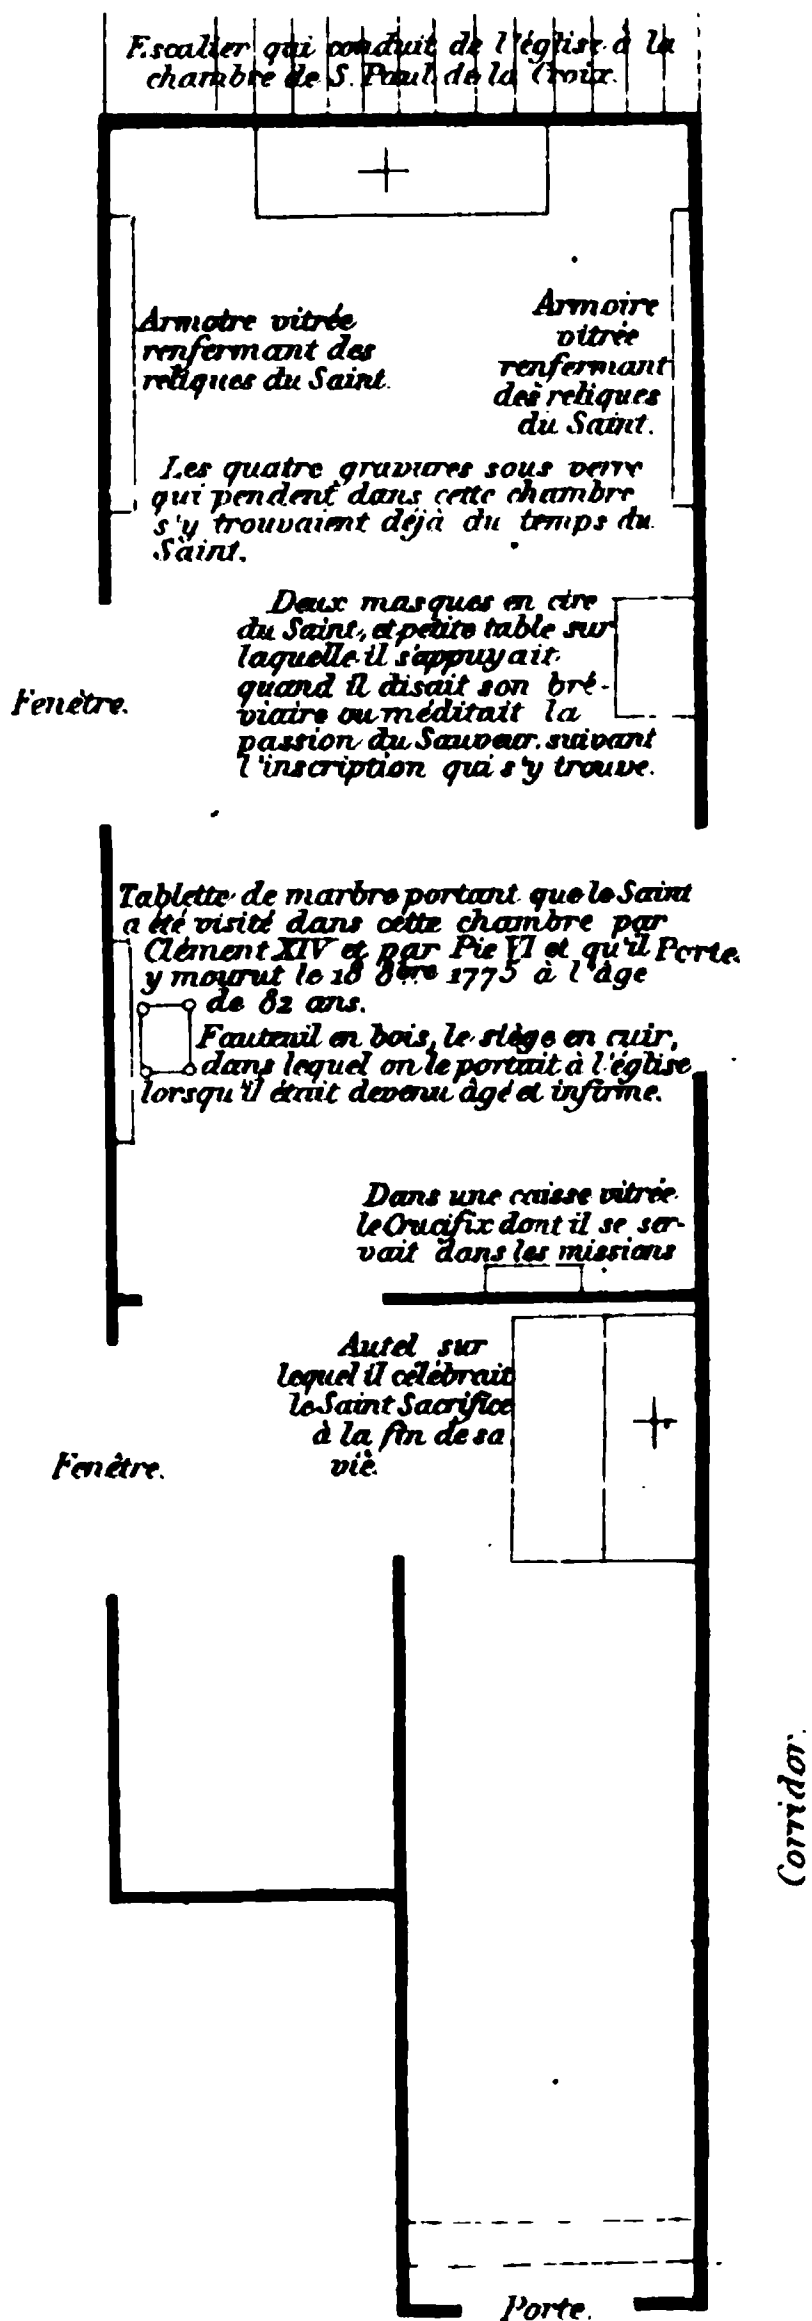 Escalier qui conduit de l'église à la
chambre de S. Paul de la Croix.
Armoire vitrée
renfermant des
reliques du Saint.
Armoire
vitrée
renfermant
des reliques
du Saint.
Les quatre gravures sous verre
qui pendent dans cette chambre
s'y trouvaient déjà du temps du
Saint.
Deux masques en cire
du Saint, et petite table sur
laquelle il s'appuyait
quand il disait son bré-
viaire ou méditait la
passion du Sauveur, suivant
l'inscription qui s'y trouve.
Fenêtre.
Tablette de marbre portant que le Saint
a été visité dans cette chambre par
Clément XIV et par Pie VI et qu'il
y mourut le 18 8bre 1775 à l'âge
de 82 ans.
Porte.
Fauteuil en bois, le siège en cuir,
dans lequel on le portait à l'église
lorsqu'il était devenu âgé et infirme.
Dans une caisse vitrée
le Crucifix dont il se ser-
vait dans les missions
Autel sur
lequel il célébrait
le Saint Sacrifice
à la fin de sa
vie.
Fenêtre.
Corridor.
Porte.